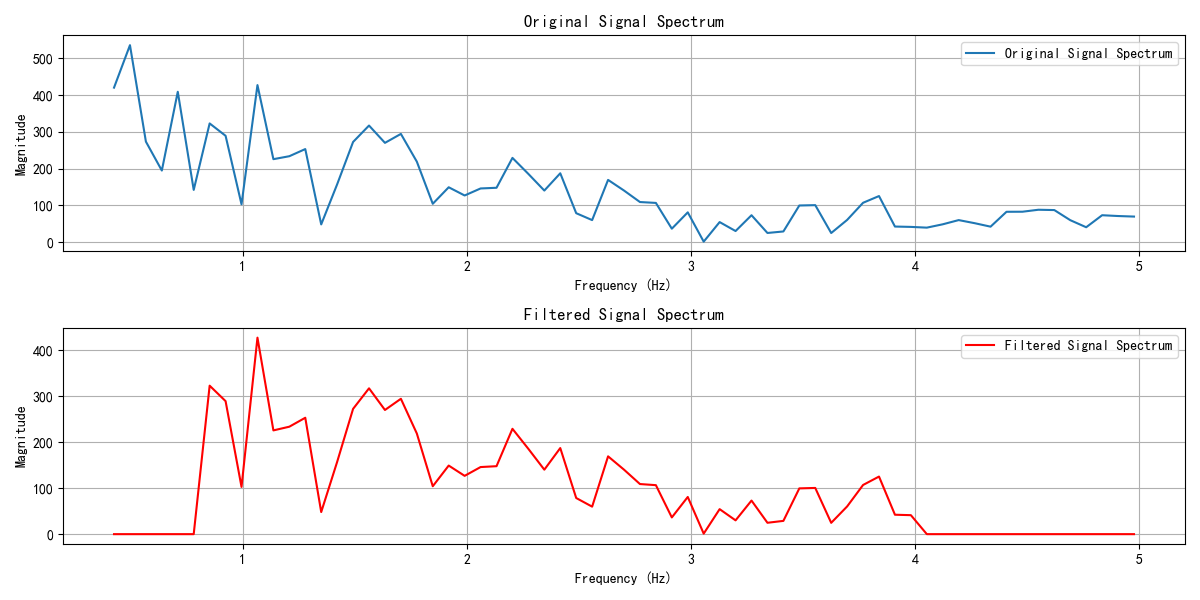 Original Signal Spectrum
Original Signal Spectrum
Magnitude
500
400
300
200
100
0
1
2
3
4
5
Frequency (Hz)
Filtered Signal Spectrum
Filtered Signal Spectrum
Magnitude
400
300
200
100
0
1
2
3
4
5
Frequency (Hz)